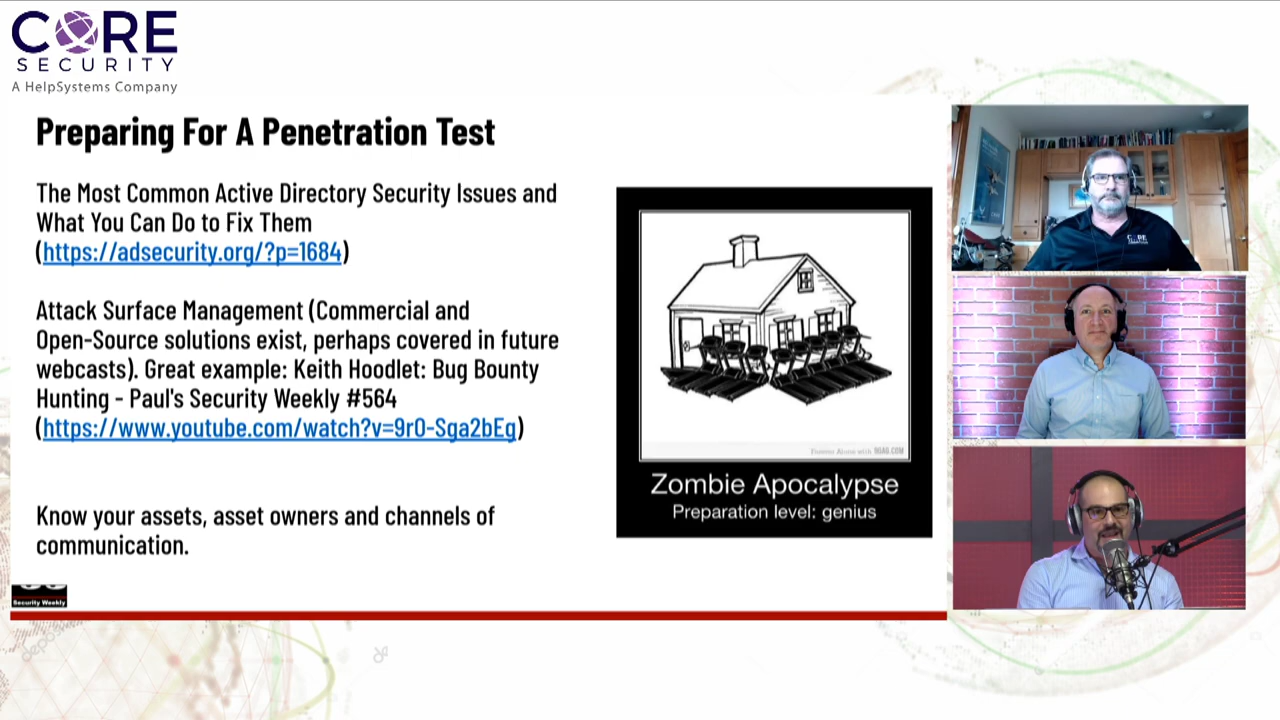 CORE
SECURITY
A HelpSystems Company
Preparing For A Penetration Test
The Most Common Active Directory Security Issues and
What You Can Do to Fix Them
(https://adsecurity.org/?p=1684)
Attack Surface Management (Commercial and
Open-Source solutions exist, perhaps covered in future
webcasts). Great example: Keith Hoodlet: Bug Bounty
Hunting - Paul's Security Weekly #564
(https://www.youtube.com/watch?v=9r0-Sga2bEg)
Know your assets, asset owners and channels of
communication.
Security Weekly
9GAG.COM
Zombie Apocalypse
Preparation level: genius
CORE